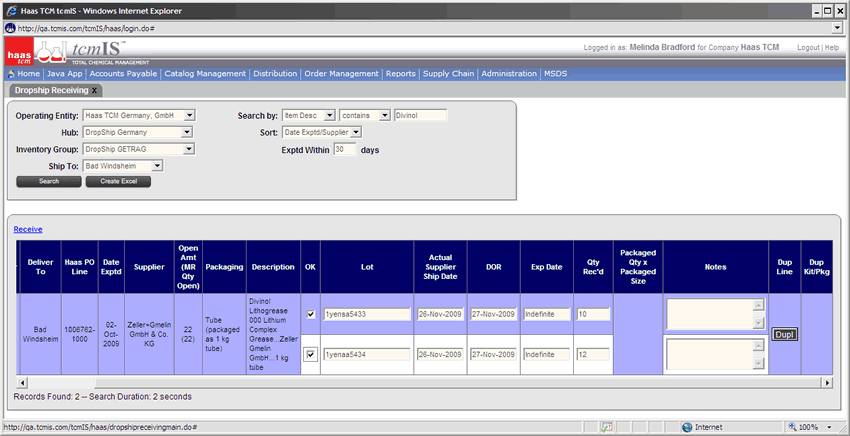 Haas TCM tcmIS - Windows Internet Explorer
http://qa.tcmis.com/tcmIS/haas/login.do#
haas tcm tcmIS™
TOTAL CHEMICAL MANAGEMENT
Logged in as: Melinda Bradford for Company Haas TCM Logout | Help
Home | Java App | Accounts Payable | Catalog Management | Distribution | Order Management | Reports | Supply Chain | Administration | MSDS
Dropship Receiving x
Operating Entity: Haas TCM Germany, GmbH Search by: Item Desc contains Divinol
Hub: DropShip Germany Sort: Date Exptd/Supplier
Inventory Group: DropShip GETRAG Exptd Within 30 days
Ship To: Bad Windsheim
Search Create Excel
Receive
Deliver To
Haas PO Line
Date Exptd
Supplier
Open Amt (MR Qty Open)
Packaging
Description
OK
Lot
Actual Supplier Ship Date
DOR
Exp Date
Qty Rec'd
Packaged Qty x Packaged Size
Notes
Dup Line
Dup Kit/Pkg
Bad Windsheim
1006762-1000
02-Oct-2009
Zeller+Gmelin GmbH & Co. KG
22 (22)
Tube (packaged as 1 kg tube)
Divinol Lithogrease 000 Lithium Complex Grease...Zeller Gmelin GmbH...1 kg tube
1yenaa5433 26-Nov-2009 27-Nov-2009 Indefinite 10
Dupl
1yenaa5434 26-Nov-2009 27-Nov-2009 Indefinite 12
Records Found: 2 -- Search Duration: 2 seconds
http://qa.tcmis.com/tcmIS/haas/dropshipreceivingmain.do# Internet 100%